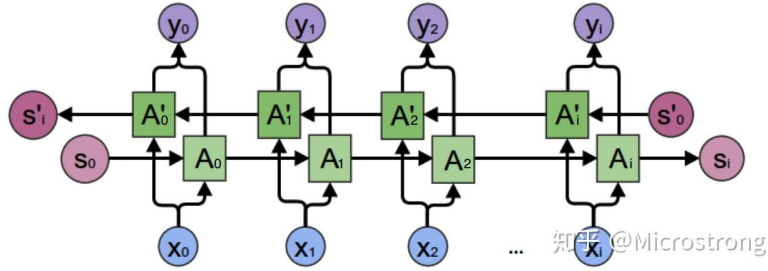 y₀ y₁ y₂ yᵢ
s'ᵢ A'₀ A'₁ A'₂ A'ᵢ s'₀
s₀ A₀ A₁ A₂ Aᵢ sᵢ
x₀ x₁ x₂ ... xᵢ
知乎 @Microstrong